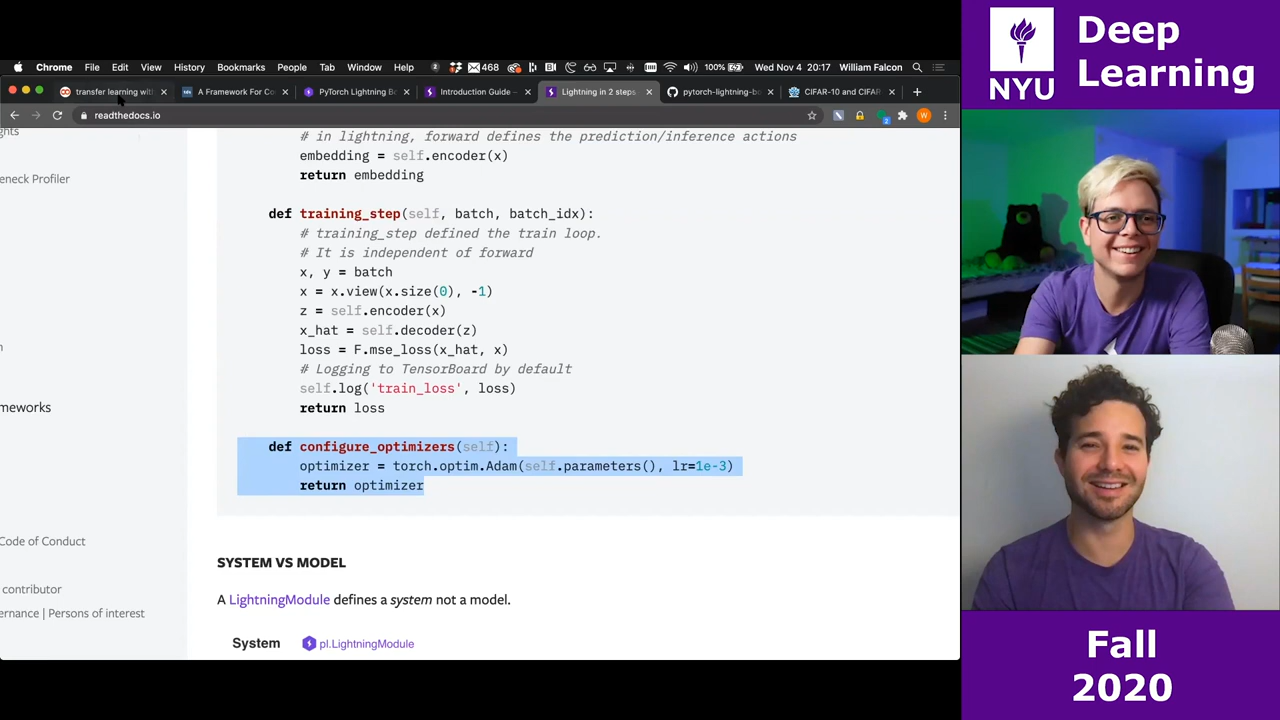 Chrome File Edit View History Bookmarks People Tab Window Help 468 100% Wed Nov 4 20:17 William Falcon
transfer learning wit
A Framework For Co
PyTorch Lightning Bo
Introduction Guide —
Lightning in 2 steps
pytorch-lightning-bo
CIFAR-10 and CIFAR
readthedocs.io
W
ghts
# in lightning, forward defines the prediction/inference actions
embedding = self.encoder(x)
return embedding
eneck Profiler
def training_step(self, batch, batch_idx):
# training_step defined the train loop.
# It is independent of forward
x, y = batch
x = x.view(x.size(0), -1)
z = self.encoder(x)
x_hat = self.decoder(z)
n
loss = F.mse_loss(x_hat, x)
# Logging to TensorBoard by default
self.log('train_loss', loss)
meworks
return loss
def configure_optimizers(self):
optimizer = torch.optim.Adam(self.parameters(), lr=1e-3)
return optimizer
Code of Conduct
SYSTEM VS MODEL
contributor
A LightningModule defines a system not a model.
ernance | Persons of interest
System pl.LightningModule
NYU
Deep
Learning
Fall
2020